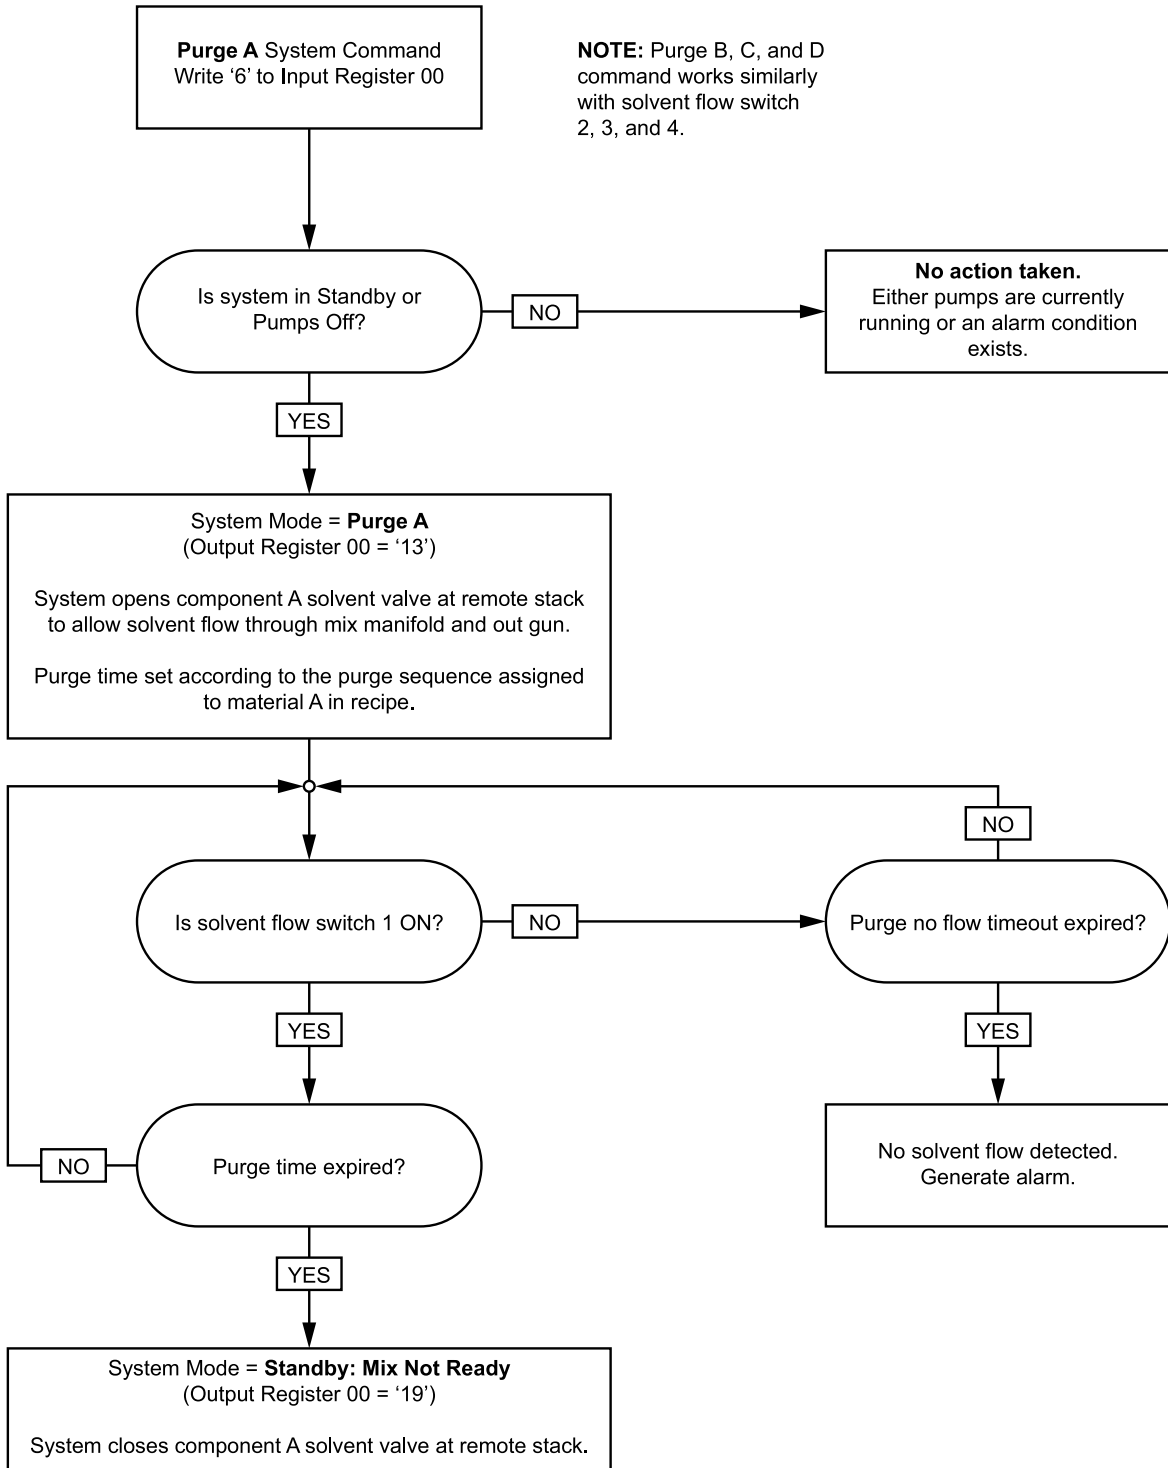 Purge A System Command
Write ‘6’ to Input Register 00
NOTE: Purge B, C, and D
command works similarly
with solvent flow switch
2, 3, and 4.
Is system in Standby or
Pumps Off?
NO
No action taken.
Either pumps are currently
running or an alarm condition
exists.
YES
System Mode = Purge A
(Output Register 00 = ‘13’)
System opens component A solvent valve at remote stack
to allow solvent flow through mix manifold and out gun.
Purge time set according to the purge sequence assigned
to material A in recipe.
NO
Is solvent flow switch 1 ON?
NO
Purge no flow timeout expired?
YES
YES
No solvent flow detected.
Generate alarm.
NO
Purge time expired?
YES
System Mode = Standby: Mix Not Ready
(Output Register 00 = ‘19’)
System closes component A solvent valve at remote stack.